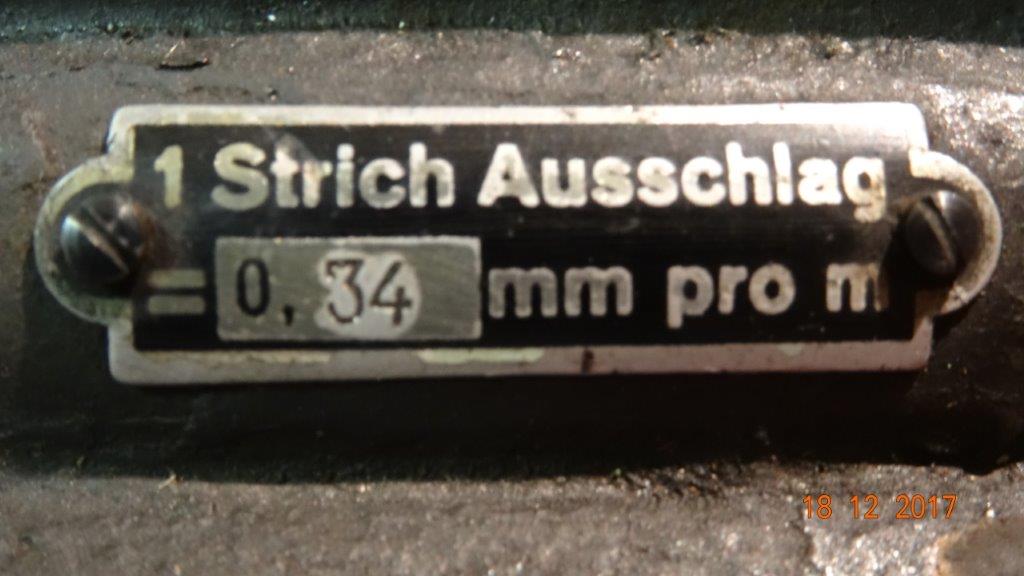 1 Strich Ausschlag
= 0,34 mm pro m
18 12 2017